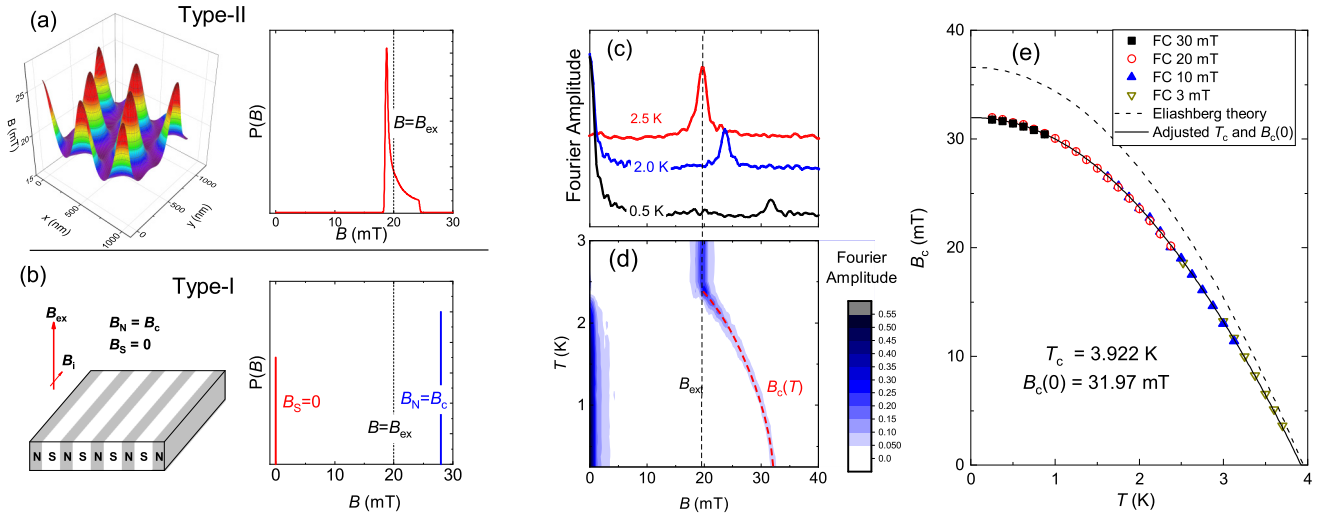 (a)
Type-II
B (mT)
25
20
15
0
500
1000
x (nm)
0
500
1000
y (nm)
P(B)
B=Bex
0
10
20
30
B (mT)
(b)
Type-I
Bex
Bi
BN = Bc
BS = 0
N S N S N S N S N
P(B)
BS=0
BN=Bc
B=Bex
0
10
20
30
B (mT)
(c)
Fourier Amplitude
2.5 K
2.0 K
0.5 K
(d)
T (K)
3
2
1
Bex
Bc(T)
0
10
20
30
40
B (mT)
Fourier
Amplitude
0.55
0.50
0.45
0.40
0.35
0.30
0.25
0.20
0.15
0.10
0.050
0.0
(e)
FC 30 mT
FC 20 mT
FC 10 mT
FC 3 mT
Eliashberg theory
Adjusted Tc and Bc(0)
Bc (mT)
40
30
20
10
0
Tc = 3.922 K
Bc(0) = 31.97 mT
0
1
2
3
4
T (K)